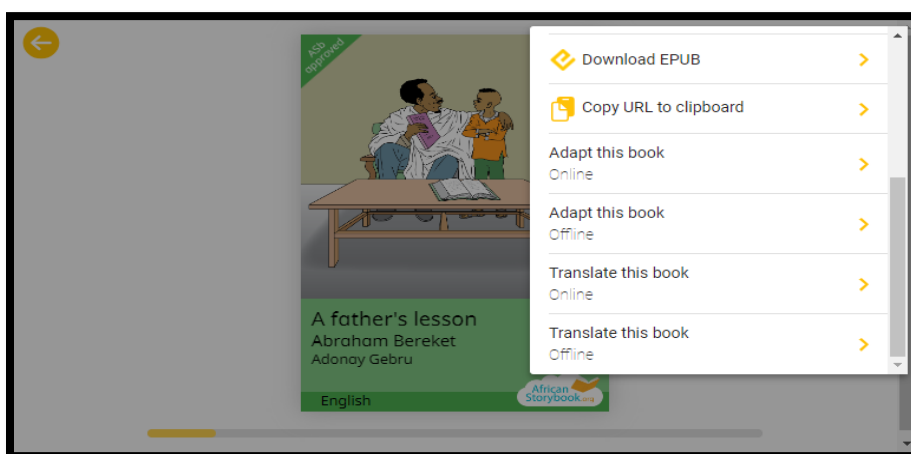 ASb
approved
A father's lesson
Abraham Bereket
Adonay Gebru
English
African
Storybook.org
Download EPUB
Copy URL to clipboard
Adapt this book
Online
Adapt this book
Offline
Translate this book
Online
Translate this book
Offline